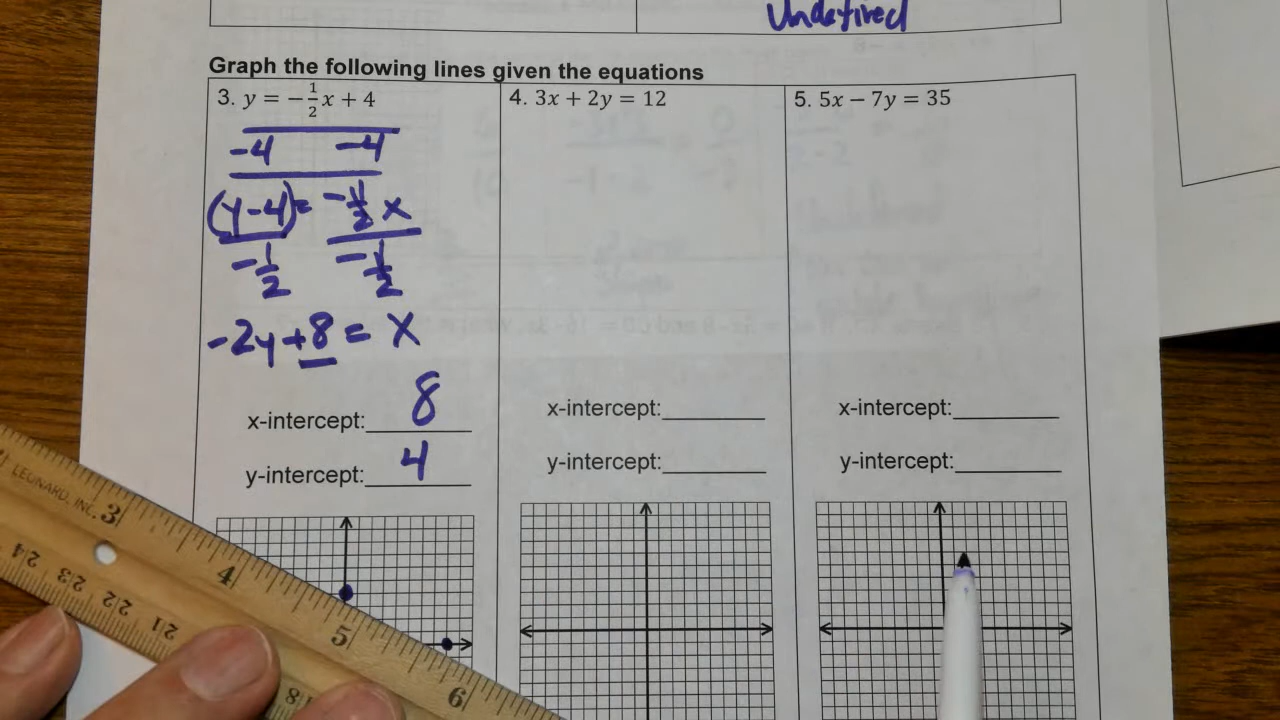 Undefined
Graph the following lines given the equations
3. y = -1/2x + 4
-4 -4
(y-4) = -1/2 x
-1/2 -1/2
-2y+8 = x
x-intercept: 8
y-intercept: 4
4. 3x + 2y = 12
x-intercept:
y-intercept:
5. 5x − 7y = 35
x-intercept:
y-intercept:
LEONARD, INC.
3 4 5 6
24 23 22 21 18